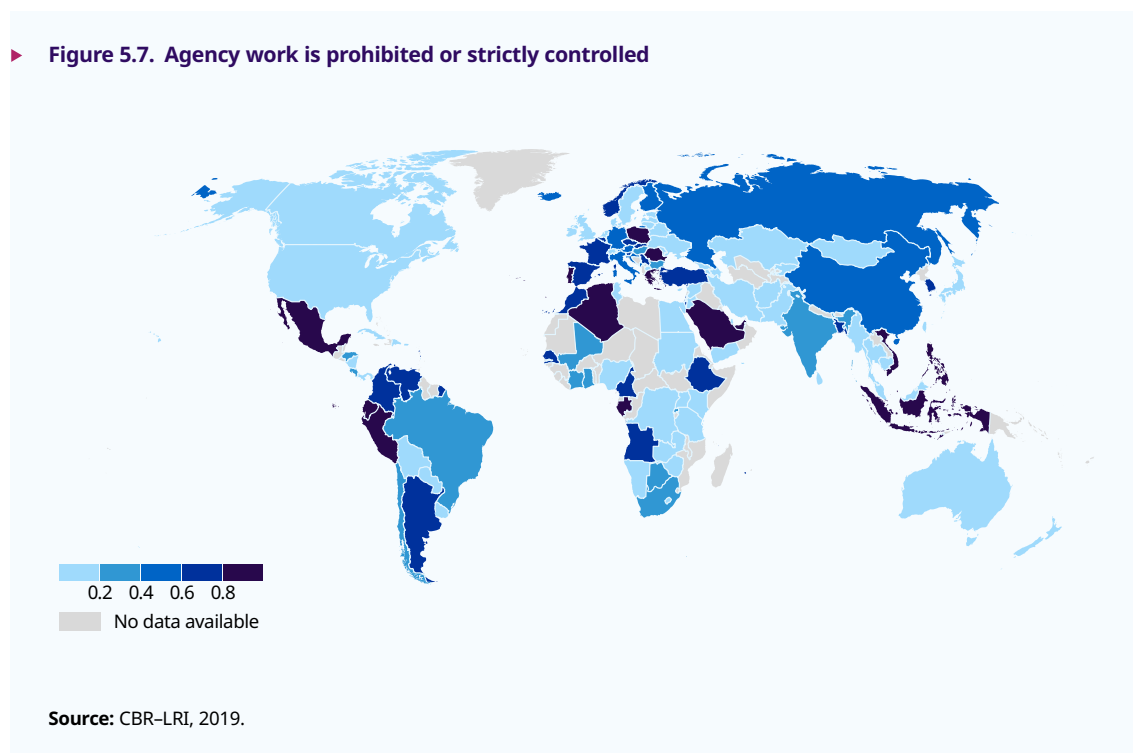 Figure 5.7. Agency work is prohibited or strictly controlled
0.2 0.4 0.6 0.8
No data available
Source: CBR–LRI, 2019.